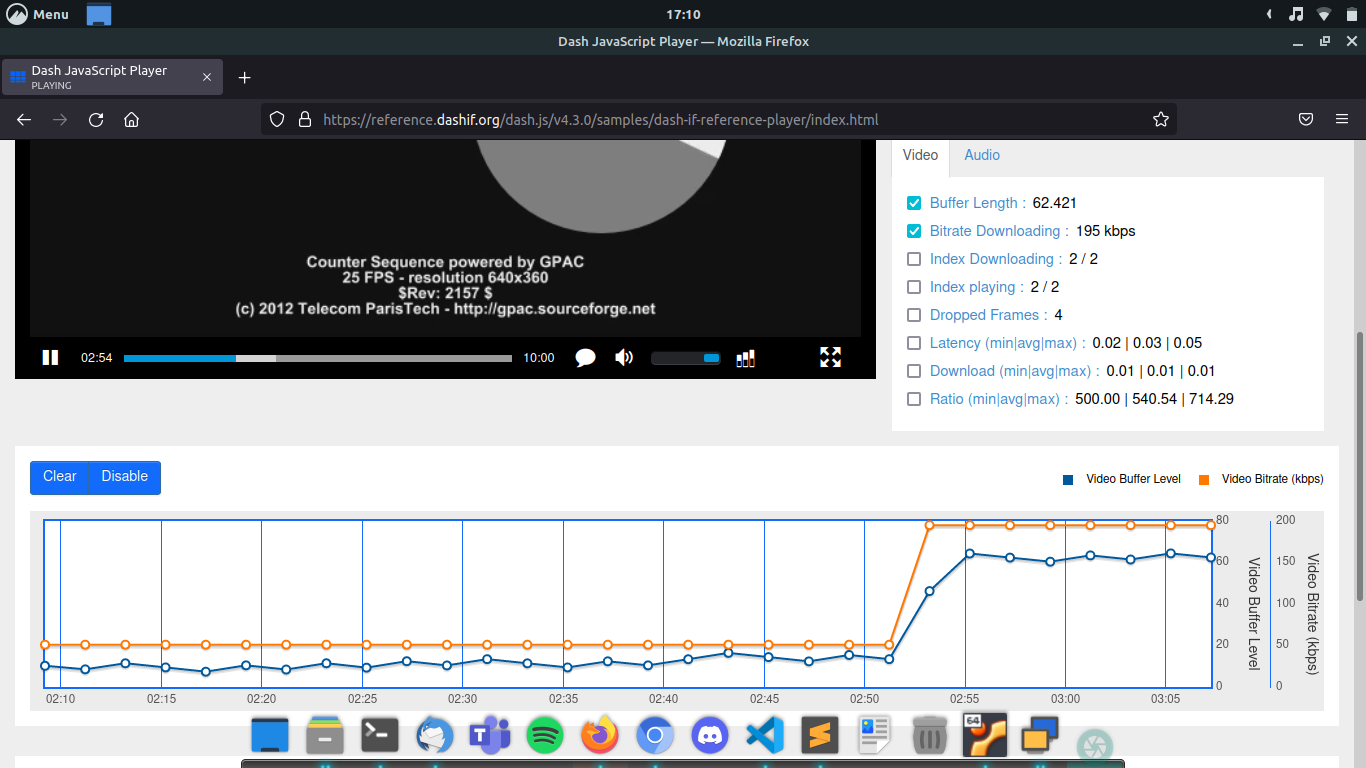 Menu
17:10
Dash JavaScript Player — Mozilla Firefox
Dash JavaScript Player
PLAYING
https://reference.dashif.org/dash.js/v4.3.0/samples/dash-if-reference-player/index.html
Counter Sequence powered by GPAC
25 FPS - resolution 640x360
$Rev: 2157 $
(c) 2012 Telecom ParisTech - http://gpac.sourceforge.net
02:54
10:00
Video Audio
Buffer Length : 62.421
Bitrate Downloading : 195 kbps
Index Downloading : 2 / 2
Index playing : 2 / 2
Dropped Frames : 4
Latency (min|avg|max) : 0.02 | 0.03 | 0.05
Download (min|avg|max) : 0.01 | 0.01 | 0.01
Ratio (min|avg|max) : 500.00 | 540.54 | 714.29
Clear Disable
Video Buffer Level Video Bitrate (kbps)
80 200
60 150
40 100
20 50
0 0
Video Buffer Level
Video Bitrate (kbps)
02:10 02:15 02:20 02:25 02:30 02:35 02:40 02:45 02:50 02:55 03:00 03:05
64